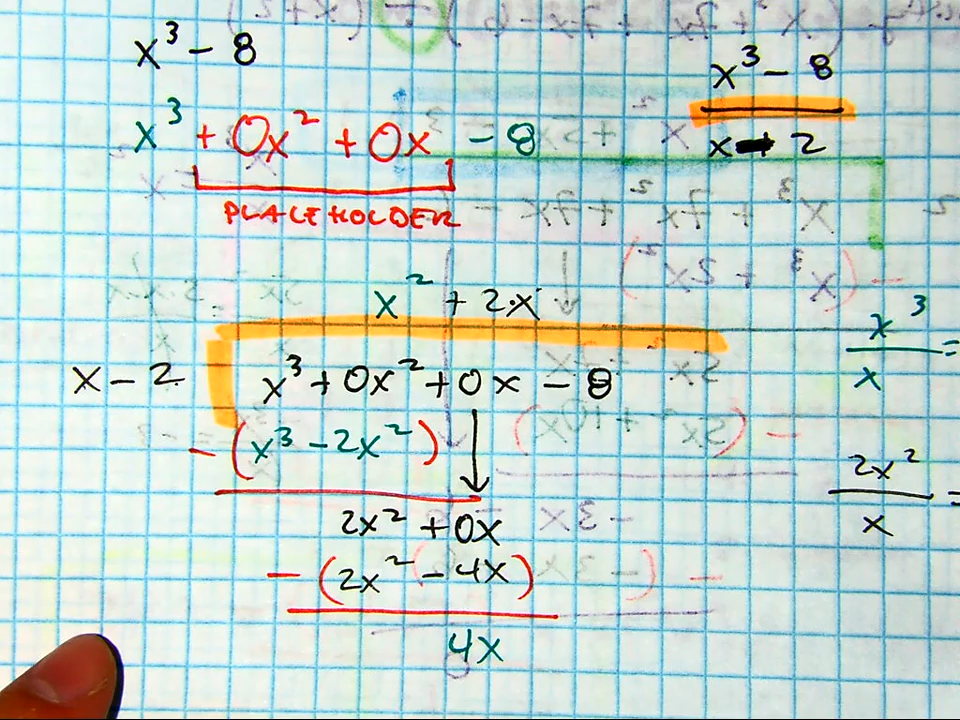 x³ - 8
x³ - 8
x - 2
x³ + 0x² + 0x - 8
PLACEHOLDER
x² + 2x
x - 2
x³ + 0x² + 0x - 8
x³
x
=
-(x³ - 2x²)
2x²
x
=
2x² + 0x
-(2x² - 4x)
4x